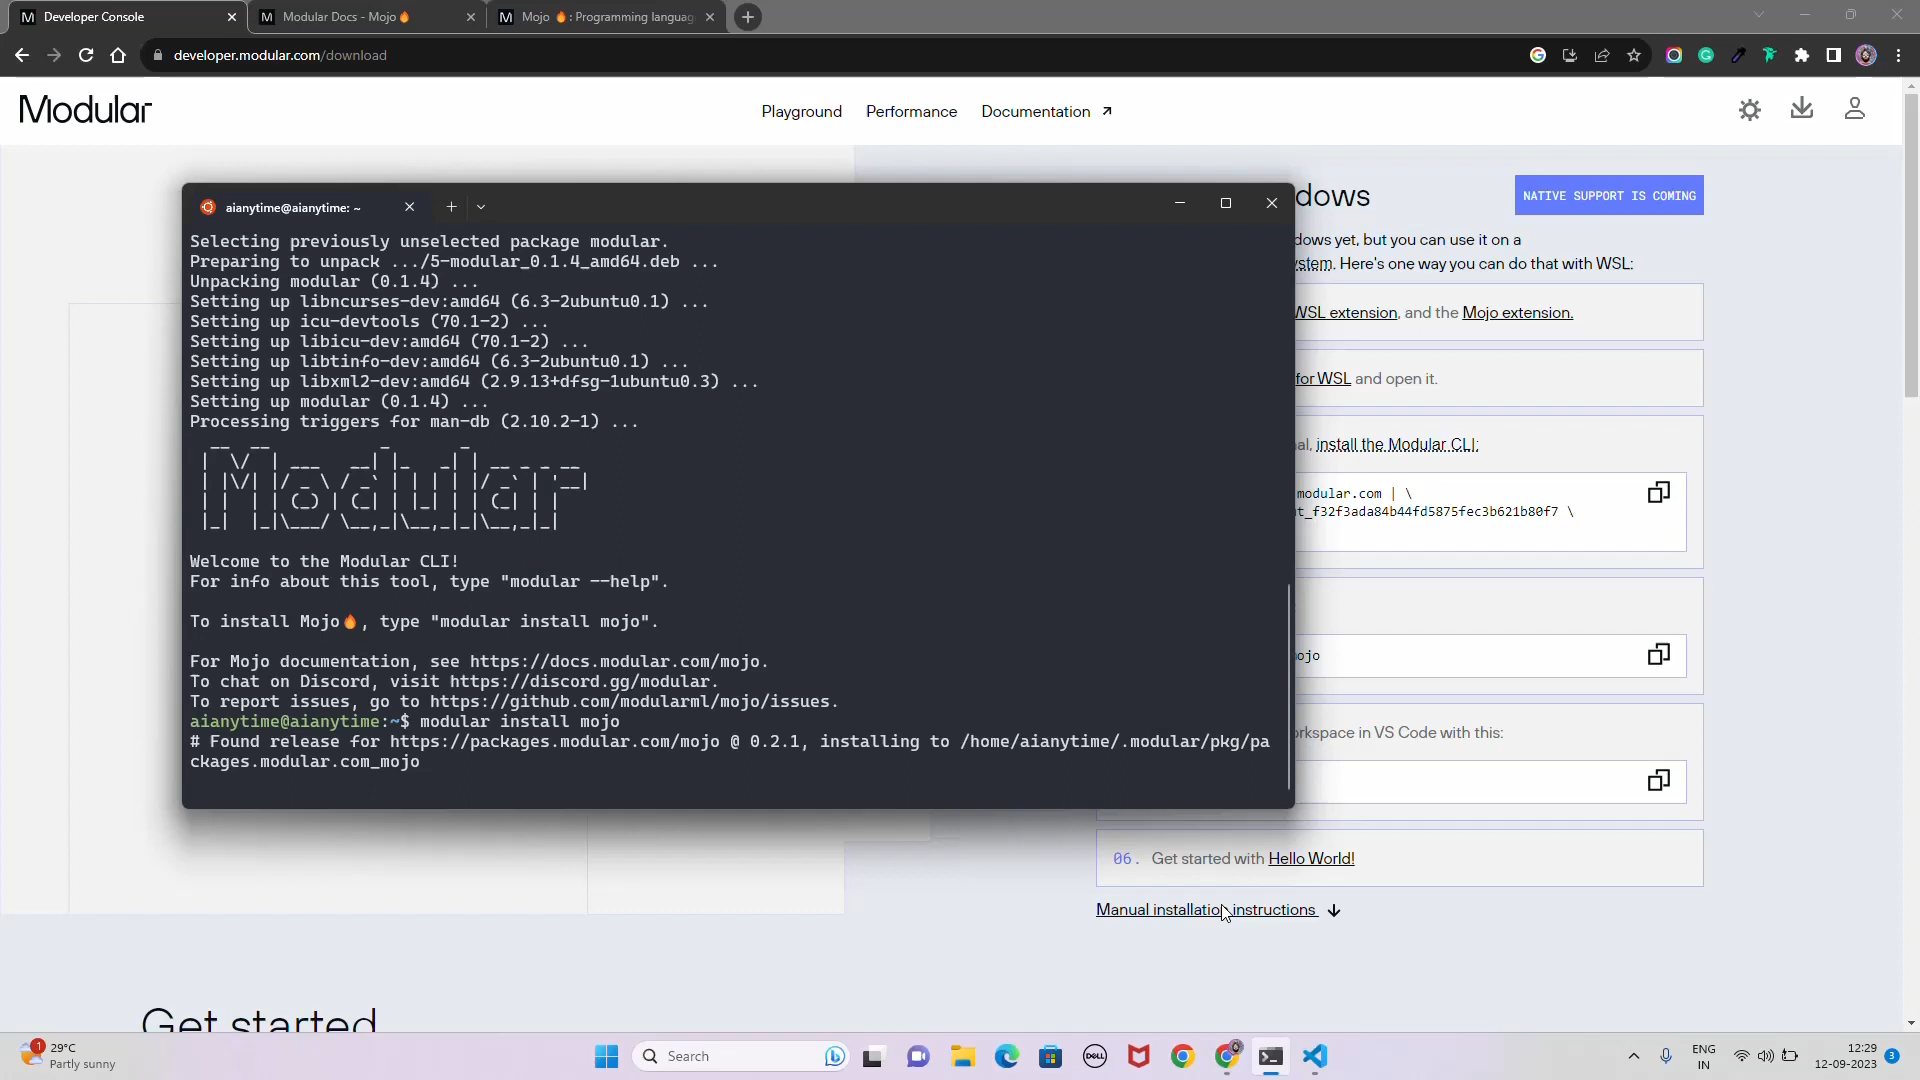 Developer Console
Modular Docs - Mojo🔥
Mojo 🔥: Programming languag
developer.modular.com/download
Modular
Playground
Performance
Documentation ↗
dows
NATIVE SUPPORT IS COMING
dows yet, but you can use it on a
ystem. Here's one way you can do that with WSL:
WSL extension, and the Mojo extension.
for WSL and open it.
al, install the Modular CLI:
modular.com | \
ut_f32f3ada84b44fd5875fec3b621b80f7 \
mojo
orkspace in VS Code with this:
06. Get started with Hello World!
Manual installation instructions ↓
Get started
aianytime@aianytime: ~
Selecting previously unselected package modular.
Preparing to unpack .../5-modular_0.1.4_amd64.deb ...
Unpacking modular (0.1.4) ...
Setting up libncurses-dev:amd64 (6.3-2ubuntu0.1) ...
Setting up icu-devtools (70.1-2) ...
Setting up libicu-dev:amd64 (70.1-2) ...
Setting up libtinfo-dev:amd64 (6.3-2ubuntu0.1) ...
Setting up libxml2-dev:amd64 (2.9.13+dfsg-1ubuntu0.3) ...
Setting up modular (0.1.4) ...
Processing triggers for man-db (2.10.2-1) ...
Modular
Welcome to the Modular CLI!
For info about this tool, type "modular --help".
To install Mojo🔥, type "modular install mojo".
For Mojo documentation, see https://docs.modular.com/mojo.
To chat on Discord, visit https://discord.gg/modular.
To report issues, go to https://github.com/modularml/mojo/issues.
aianytime@aianytime:~$ modular install mojo
# Found release for https://packages.modular.com/mojo @ 0.2.1, installing to /home/aianytime/.modular/pkg/pa
ckages.modular.com_mojo
1
29°C
Partly sunny
Search
DELL
ENG
IN
12:29
12-09-2023
3